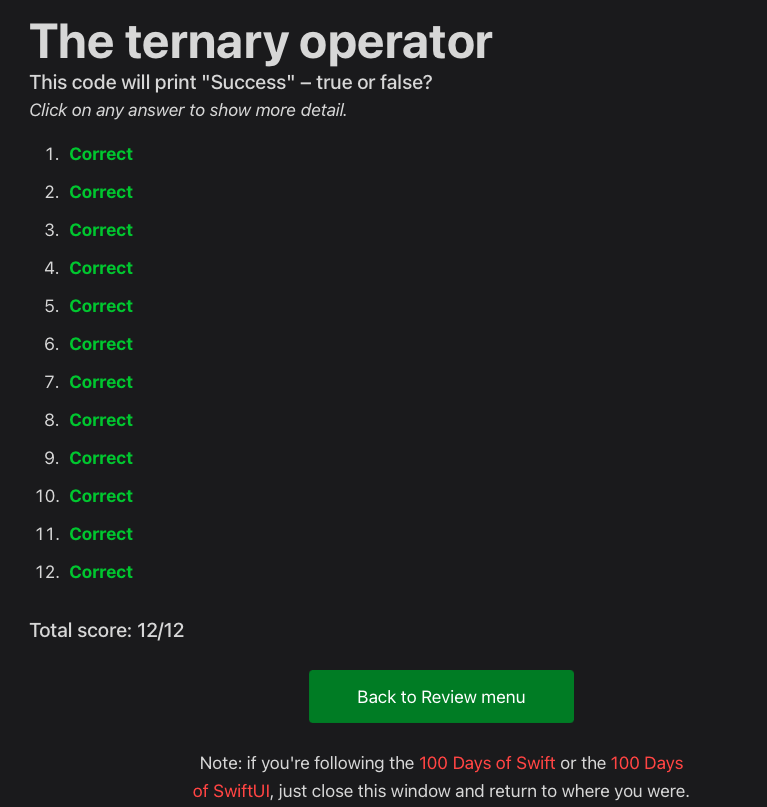 The ternary operator
This code will print "Success" – true or false?
Click on any answer to show more detail.
1. Correct
2. Correct
3. Correct
4. Correct
5. Correct
6. Correct
7. Correct
8. Correct
9. Correct
10. Correct
11. Correct
12. Correct
Total score: 12/12
Back to Review menu
Note: if you're following the 100 Days of Swift or the 100 Days
of SwiftUI, just close this window and return to where you were.